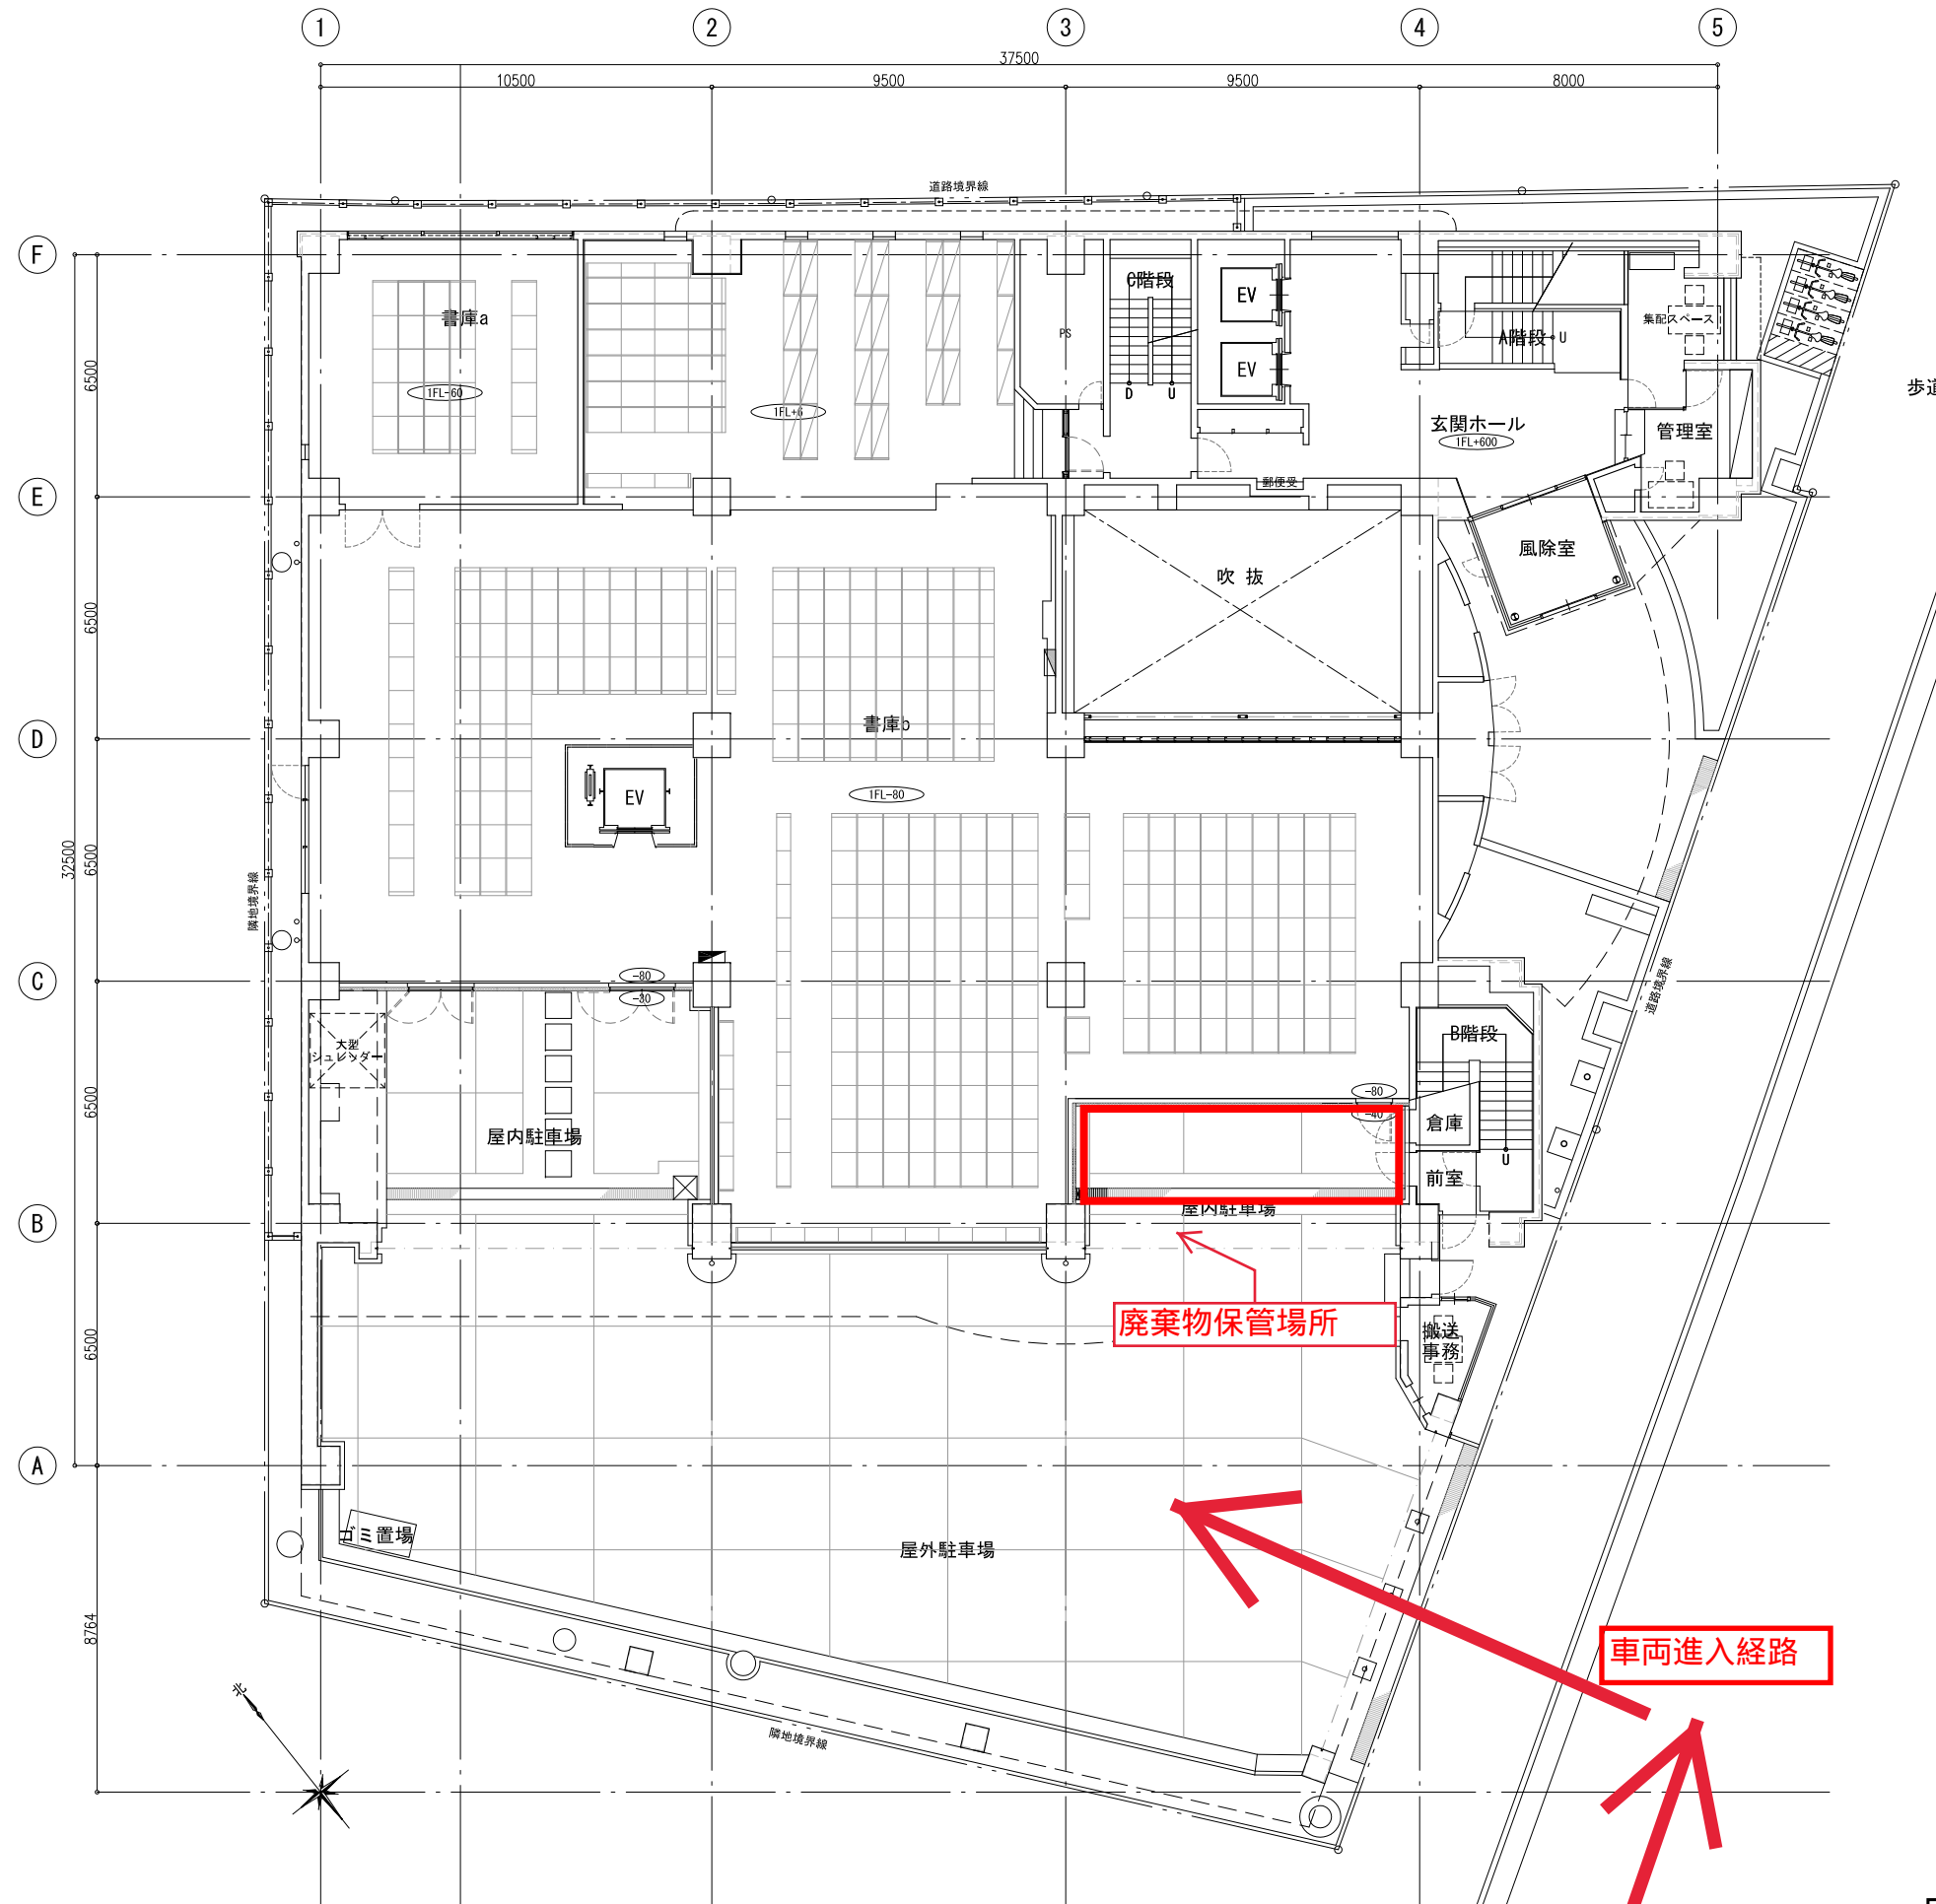 1
2
3
4
5
37500
10500
9500
9500
8000
道路境界線
F
E
D
C
B
A
6500
6500
6500
6500
6500
32500
8764
書庫a
1FL-60
1FL+6
PS
C階段
D
U
EV
EV
A階段
U
集配スペース
歩道
玄関ホール
1FL+600
管理室
郵便受
風除室
吹 抜
書庫b
1FL-80
EV
隣地境界線
-80
-30
大型
シュレッダー
屋内駐車場
道路境界線
B階段
-80
-40
倉庫
前室
U
屋内駐車場
廃棄物保管場所
搬送
事務
ゴミ置場
屋外駐車場
車両進入経路
北
隣地境界線